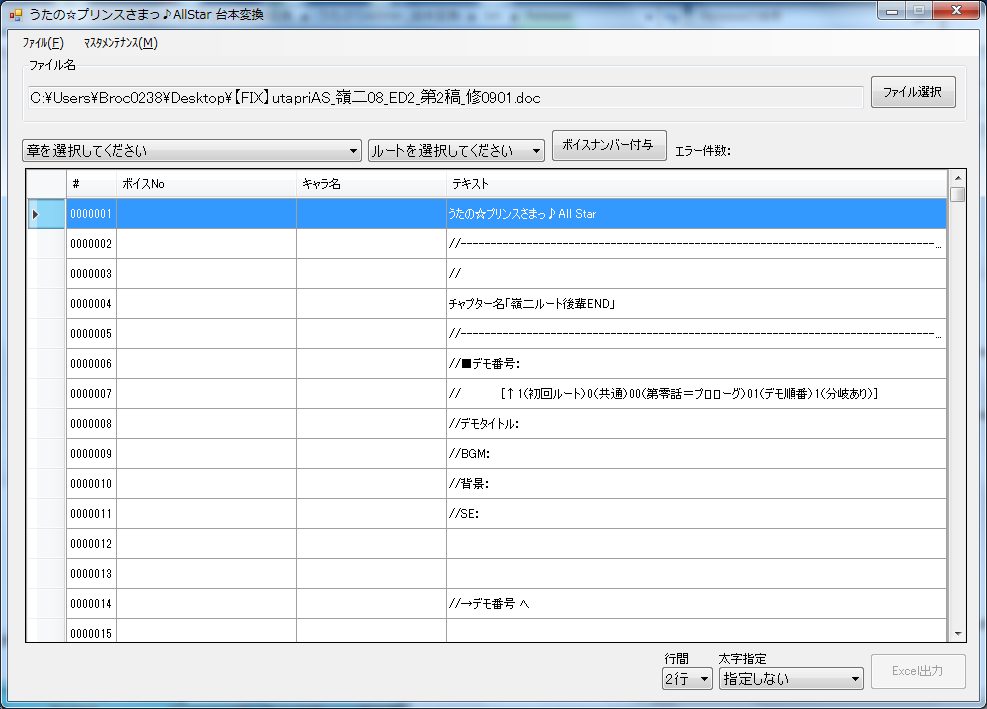 うたの☆プリンスさまっ♪AllStar 台本変換
ﾌｧｲﾙ(F) ﾏｽﾀﾒﾝﾃﾅﾝｽ(M)
ファイル名
C:¥Users¥Broc0238¥Desktop¥【FIX】utapriAS_嶺二08_ED2_第2稿_修0901.doc
ファイル選択
章を選択してください ルートを選択してください ボイスナンバー付与 エラー件数:
# ボイスNo キャラ名 テキスト
0000001 うたの☆プリンスさまっ♪All Star
0000002 //--------------------------------------------------------------------------------...
0000003 //
0000004 チャプター名「嶺二ルート後輩END」
0000005 //--------------------------------------------------------------------------------...
0000006 //■デモ番号:
0000007 // [↑1(初回ルート)0(共通)00(第零話＝プロローグ)01(デモ順番)1(分岐あり)]
0000008 //デモタイトル:
0000009 //BGM:
0000010 //背景:
0000011 //SE:
0000012
0000013
0000014 //→デモ番号 へ
0000015
行間 太字指定
2行 指定しない Excel出力